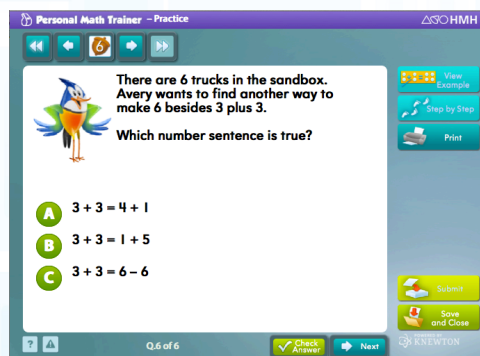 Personal Math Trainer - Practice
HMH
6
There are 6 trucks in the sandbox.
Avery wants to find another way to
make 6 besides 3 plus 3.
Which number sentence is true?
A 3 + 3 = 4 + 1
B 3 + 3 = 1 + 5
C 3 + 3 = 6 – 6
View
Example
Step by Step
Print
Submit
Save
and Close
? Q.6 of 6
Check
Answer
Next
KNEWTON